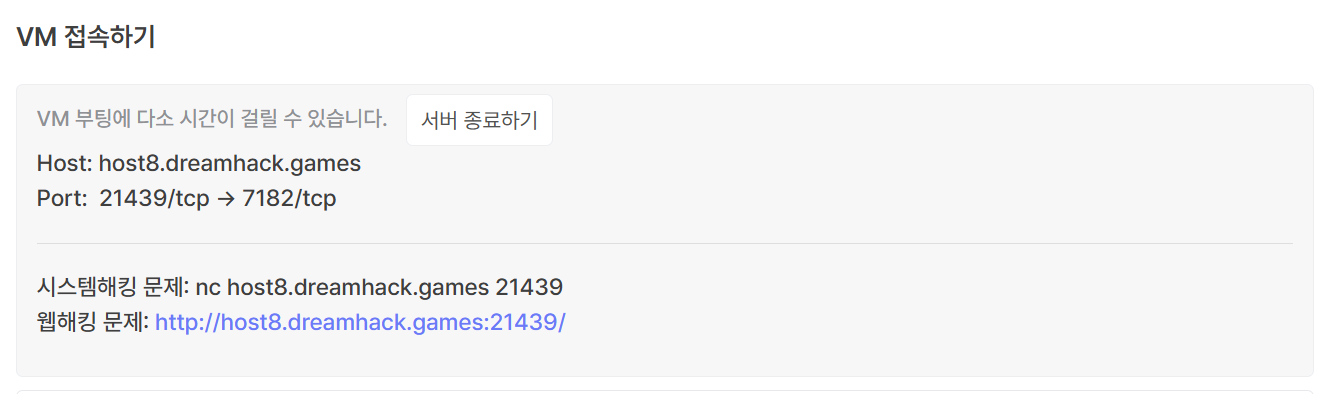 VM 접속하기
VM 부팅에 다소 시간이 걸릴 수 있습니다. 서버 종료하기
Host: host8.dreamhack.games
Port: 21439/tcp → 7182/tcp
시스템해킹 문제: nc host8.dreamhack.games 21439
웹해킹 문제: http://host8.dreamhack.games:21439/